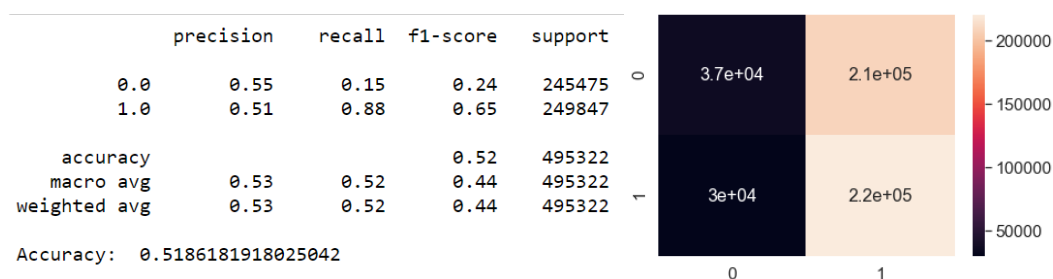 precision recall f1-score support
0.0 0.55 0.15 0.24 245475
1.0 0.51 0.88 0.65 249847
accuracy 0.52 495322
macro avg 0.53 0.52 0.44 495322
weighted avg 0.53 0.52 0.44 495322
Accuracy: 0.5186181918025042
0 3.7e+04 2.1e+05
1 3e+04 2.2e+05
0 1
200000
150000
100000
50000